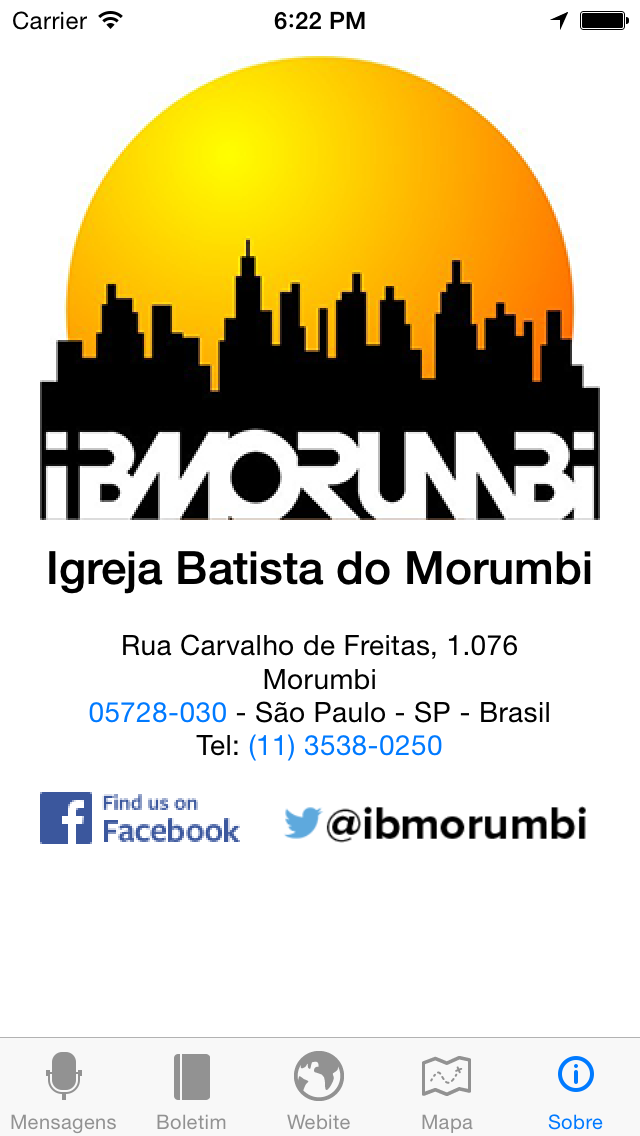 Carrier 6:22 PM
iBMORUMBi
Igreja Batista do Morumbi
Rua Carvalho de Freitas, 1.076
Morumbi
05728-030 - São Paulo - SP - Brasil
Tel: (11) 3538-0250
Find us on
Facebook
@ibmorumbi
Mensagens Boletim Webite Mapa Sobre